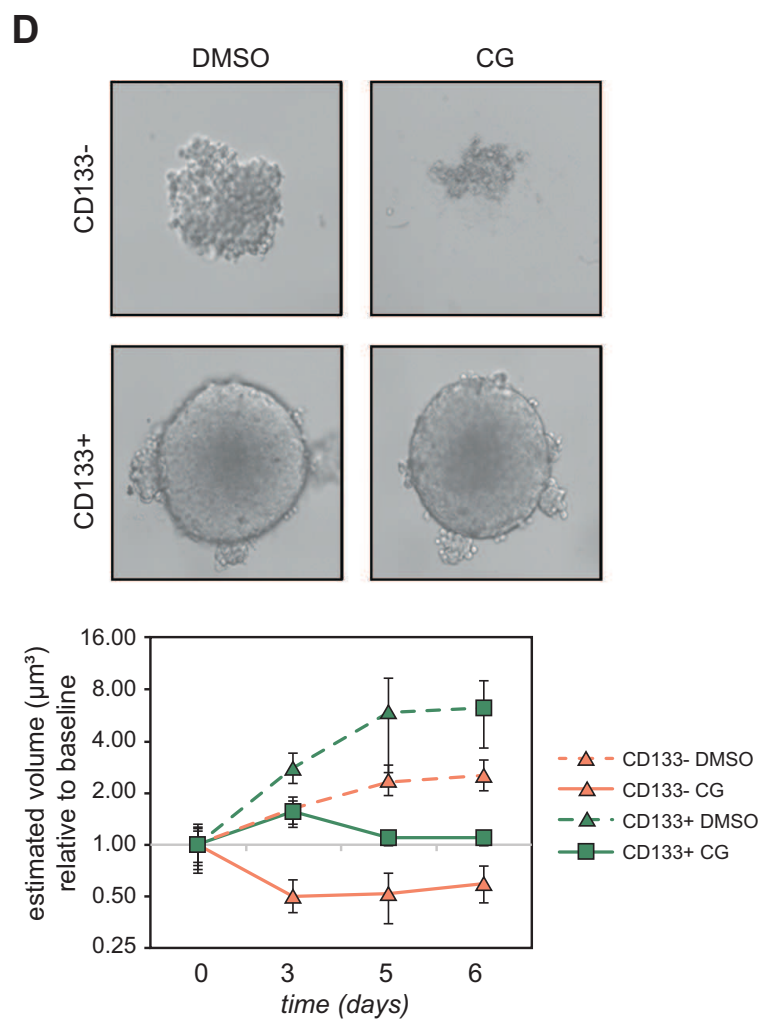 D
DMSO
CG
CD133-
CD133+
estimated volume (µm³)
relative to baseline
16.00
8.00
4.00
2.00
1.00
0.50
0.25
0
3
5
6
time (days)
CD133- DMSO
CD133- CG
CD133+ DMSO
CD133+ CG